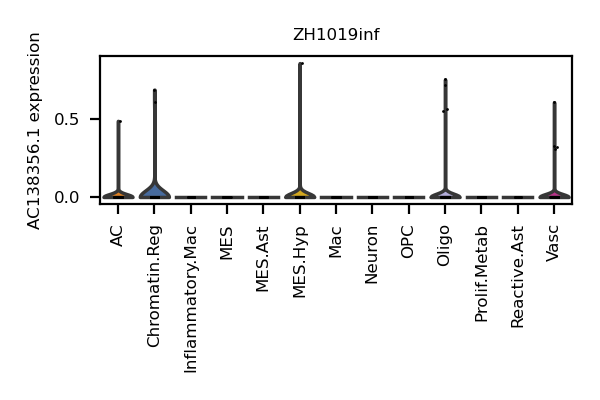 ZH1019inf
AC138356.1 expression
0.5
0.0
AC
Chromatin.Reg
Inflammatory.Mac
MES
MES.Ast
MES.Hyp
Mac
Neuron
OPC
Oligo
Prolif.Metab
Reactive.Ast
Vasc